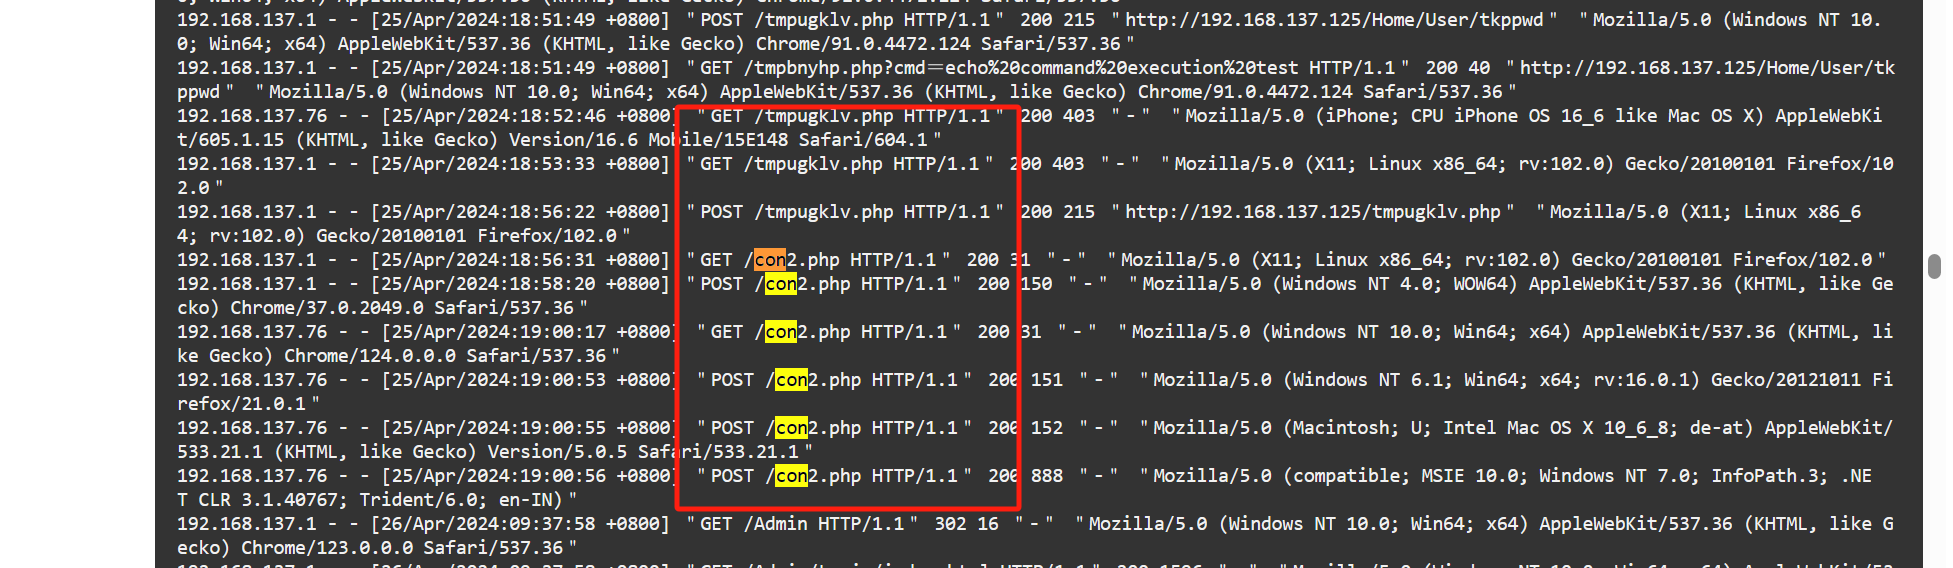 192.168.137.1 - - [25/Apr/2024:18:51:49 +0800] "POST /tmpugklv.php HTTP/1.1" 200 215 "http://192.168.137.125/Home/User/tkppwd" "Mozilla/5.0 (Windows NT 10.
0; Win64; x64) AppleWebKit/537.36 (KHTML, like Gecko) Chrome/91.0.4472.124 Safari/537.36"
192.168.137.1 - - [25/Apr/2024:18:51:49 +0800] "GET /tmpbnyhp.php?cmd=echo%20command%20execution%20test HTTP/1.1" 200 40 "http://192.168.137.125/Home/User/tk
ppwd" "Mozilla/5.0 (Windows NT 10.0; Win64; x64) AppleWebKit/537.36 (KHTML, like Gecko) Chrome/91.0.4472.124 Safari/537.36"
192.168.137.76 - - [25/Apr/2024:18:52:46 +0800] "GET /tmpugklv.php HTTP/1.1" 200 403 "-" "Mozilla/5.0 (iPhone; CPU iPhone OS 16_6 like Mac OS X) AppleWebKi
t/605.1.15 (KHTML, like Gecko) Version/16.6 Mobile/15E148 Safari/604.1"
192.168.137.1 - - [25/Apr/2024:18:53:33 +0800] "GET /tmpugklv.php HTTP/1.1" 200 403 "-" "Mozilla/5.0 (X11; Linux x86_64; rv:102.0) Gecko/20100101 Firefox/10
2.0"
192.168.137.1 - - [25/Apr/2024:18:56:22 +0800] "POST /tmpugklv.php HTTP/1.1" 200 215 "http://192.168.137.125/tmpugklv.php" "Mozilla/5.0 (X11; Linux x86_6
4; rv:102.0) Gecko/20100101 Firefox/102.0"
192.168.137.1 - - [25/Apr/2024:18:56:31 +0800] "GET /con2.php HTTP/1.1" 200 31 "-" "Mozilla/5.0 (X11; Linux x86_64; rv:102.0) Gecko/20100101 Firefox/102.0"
192.168.137.1 - - [25/Apr/2024:18:58:20 +0800] "POST /con2.php HTTP/1.1" 200 150 "-" "Mozilla/5.0 (Windows NT 4.0; WOW64) AppleWebKit/537.36 (KHTML, like Ge
cko) Chrome/37.0.2049.0 Safari/537.36"
192.168.137.76 - - [25/Apr/2024:19:00:17 +0800] "GET /con2.php HTTP/1.1" 200 31 "-" "Mozilla/5.0 (Windows NT 10.0; Win64; x64) AppleWebKit/537.36 (KHTML, li
ke Gecko) Chrome/124.0.0.0 Safari/537.36"
192.168.137.76 - - [25/Apr/2024:19:00:53 +0800] "POST /con2.php HTTP/1.1" 200 151 "-" "Mozilla/5.0 (Windows NT 6.1; Win64; x64; rv:16.0.1) Gecko/20121011 Fi
refox/21.0.1"
192.168.137.76 - - [25/Apr/2024:19:00:55 +0800] "POST /con2.php HTTP/1.1" 200 152 "-" "Mozilla/5.0 (Macintosh; U; Intel Mac OS X 10_6_8; de-at) AppleWebKit/
533.21.1 (KHTML, like Gecko) Version/5.0.5 Safari/533.21.1"
192.168.137.76 - - [25/Apr/2024:19:00:56 +0800] "POST /con2.php HTTP/1.1" 200 888 "-" "Mozilla/5.0 (compatible; MSIE 10.0; Windows NT 7.0; InfoPath.3; .NE
T CLR 3.1.40767; Trident/6.0; en-IN)"
192.168.137.1 - - [26/Apr/2024:09:37:58 +0800] "GET /Admin HTTP/1.1" 302 16 "-" "Mozilla/5.0 (Windows NT 10.0; Win64; x64) AppleWebKit/537.36 (KHTML, like G
ecko) Chrome/123.0.0.0 Safari/537.36"